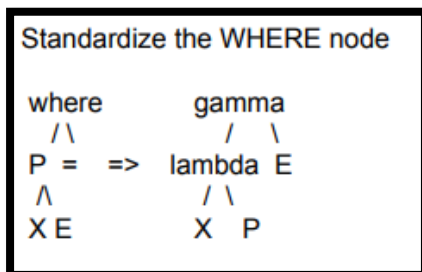 Standardize the WHERE node
where gamma
/ \ / \
P = => lambda E
/\ / \
X E X P